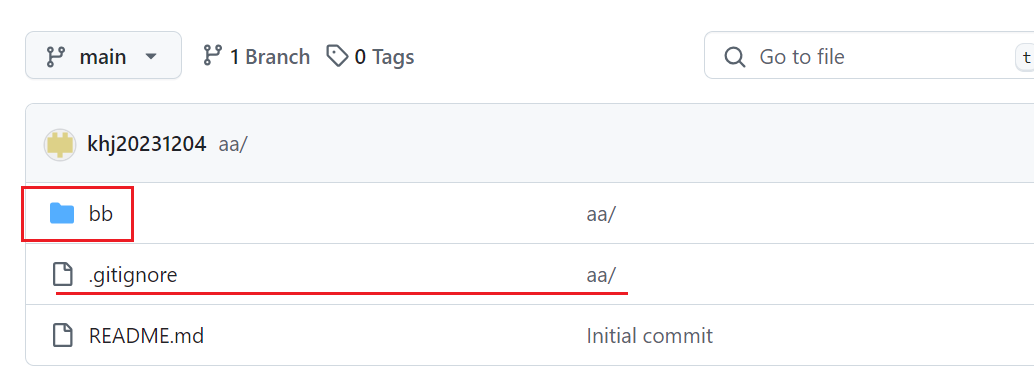 main 1 Branch 0 Tags Go to file t
khj20231204 aa/
bb aa/
.gitignore aa/
README.md Initial commit